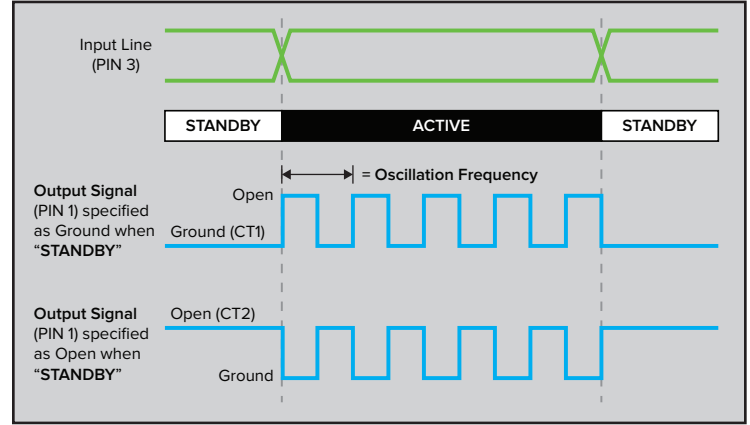 Input Line
(PIN 3)
STANDBY
ACTIVE
STANDBY
= Oscillation Frequency
Output Signal
(PIN 1) specified
as Ground when
“STANDBY”
Open
Ground (CT1)
Output Signal
(PIN 1) specified
as Open when
“STANDBY”
Open (CT2)
Ground